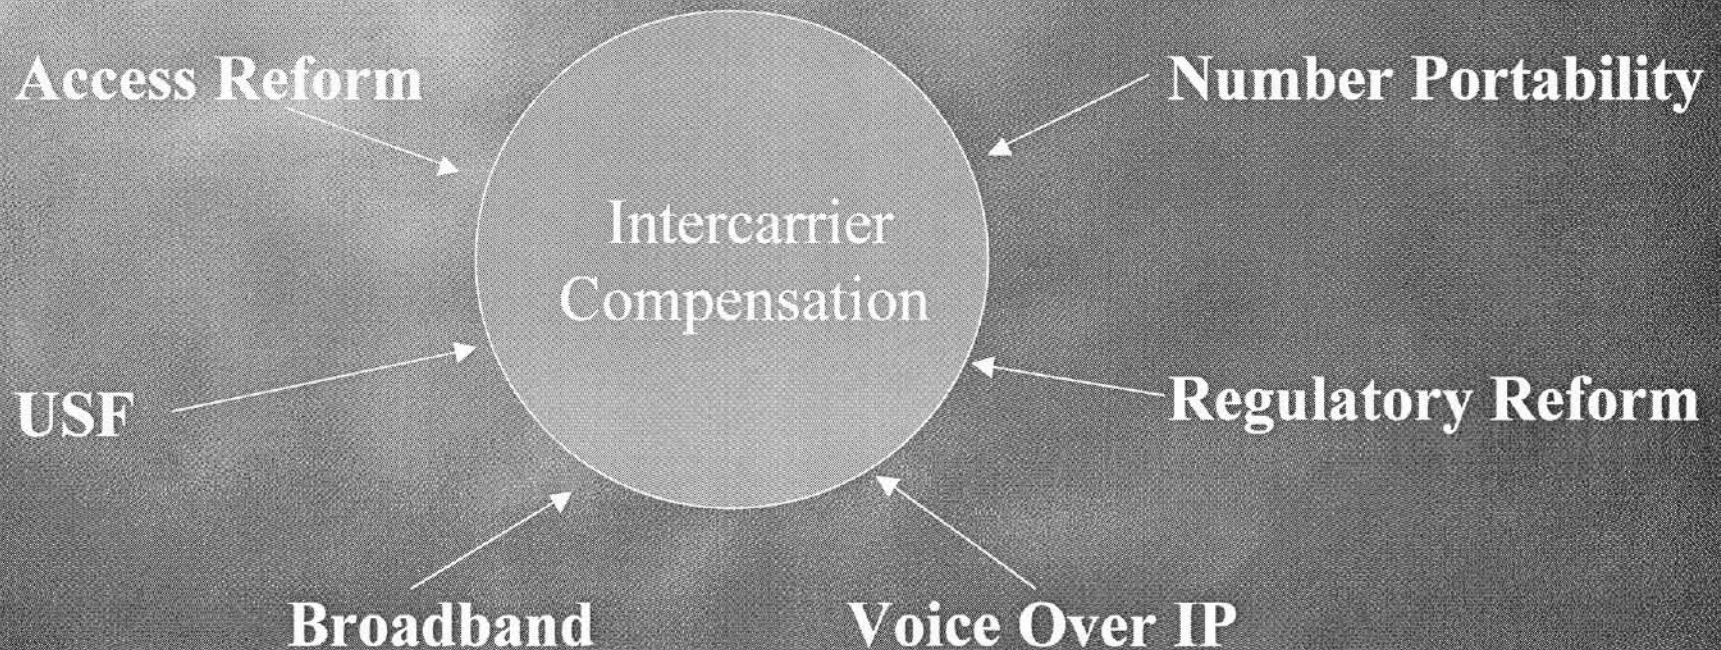 Access Reform
Number Portability
Intercarrier
Compensation
USF
Regulatory Reform
Broadband
Voice Over IP